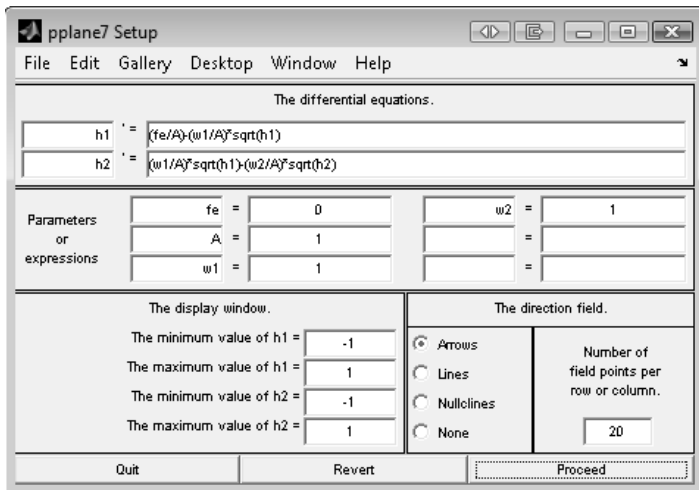 pplane7 Setup
File Edit Gallery Desktop Window Help
The differential equations.
h1 ' = (fe/A)-(w1/A)*sqrt(h1)
h2 ' = (w1/A)*sqrt(h1)-(w2/A)*sqrt(h2)
Parameters
or
expressions
fe = 0
w2 = 1
A = 1
=
w1 = 1
=
The display window.
The minimum value of h1 = -1
The maximum value of h1 = 1
The minimum value of h2 = -1
The maximum value of h2 = 1
The direction field.
Arrows
Lines
Nullclines
None
Number of
field points per
row or column.
20
Quit
Revert
Proceed